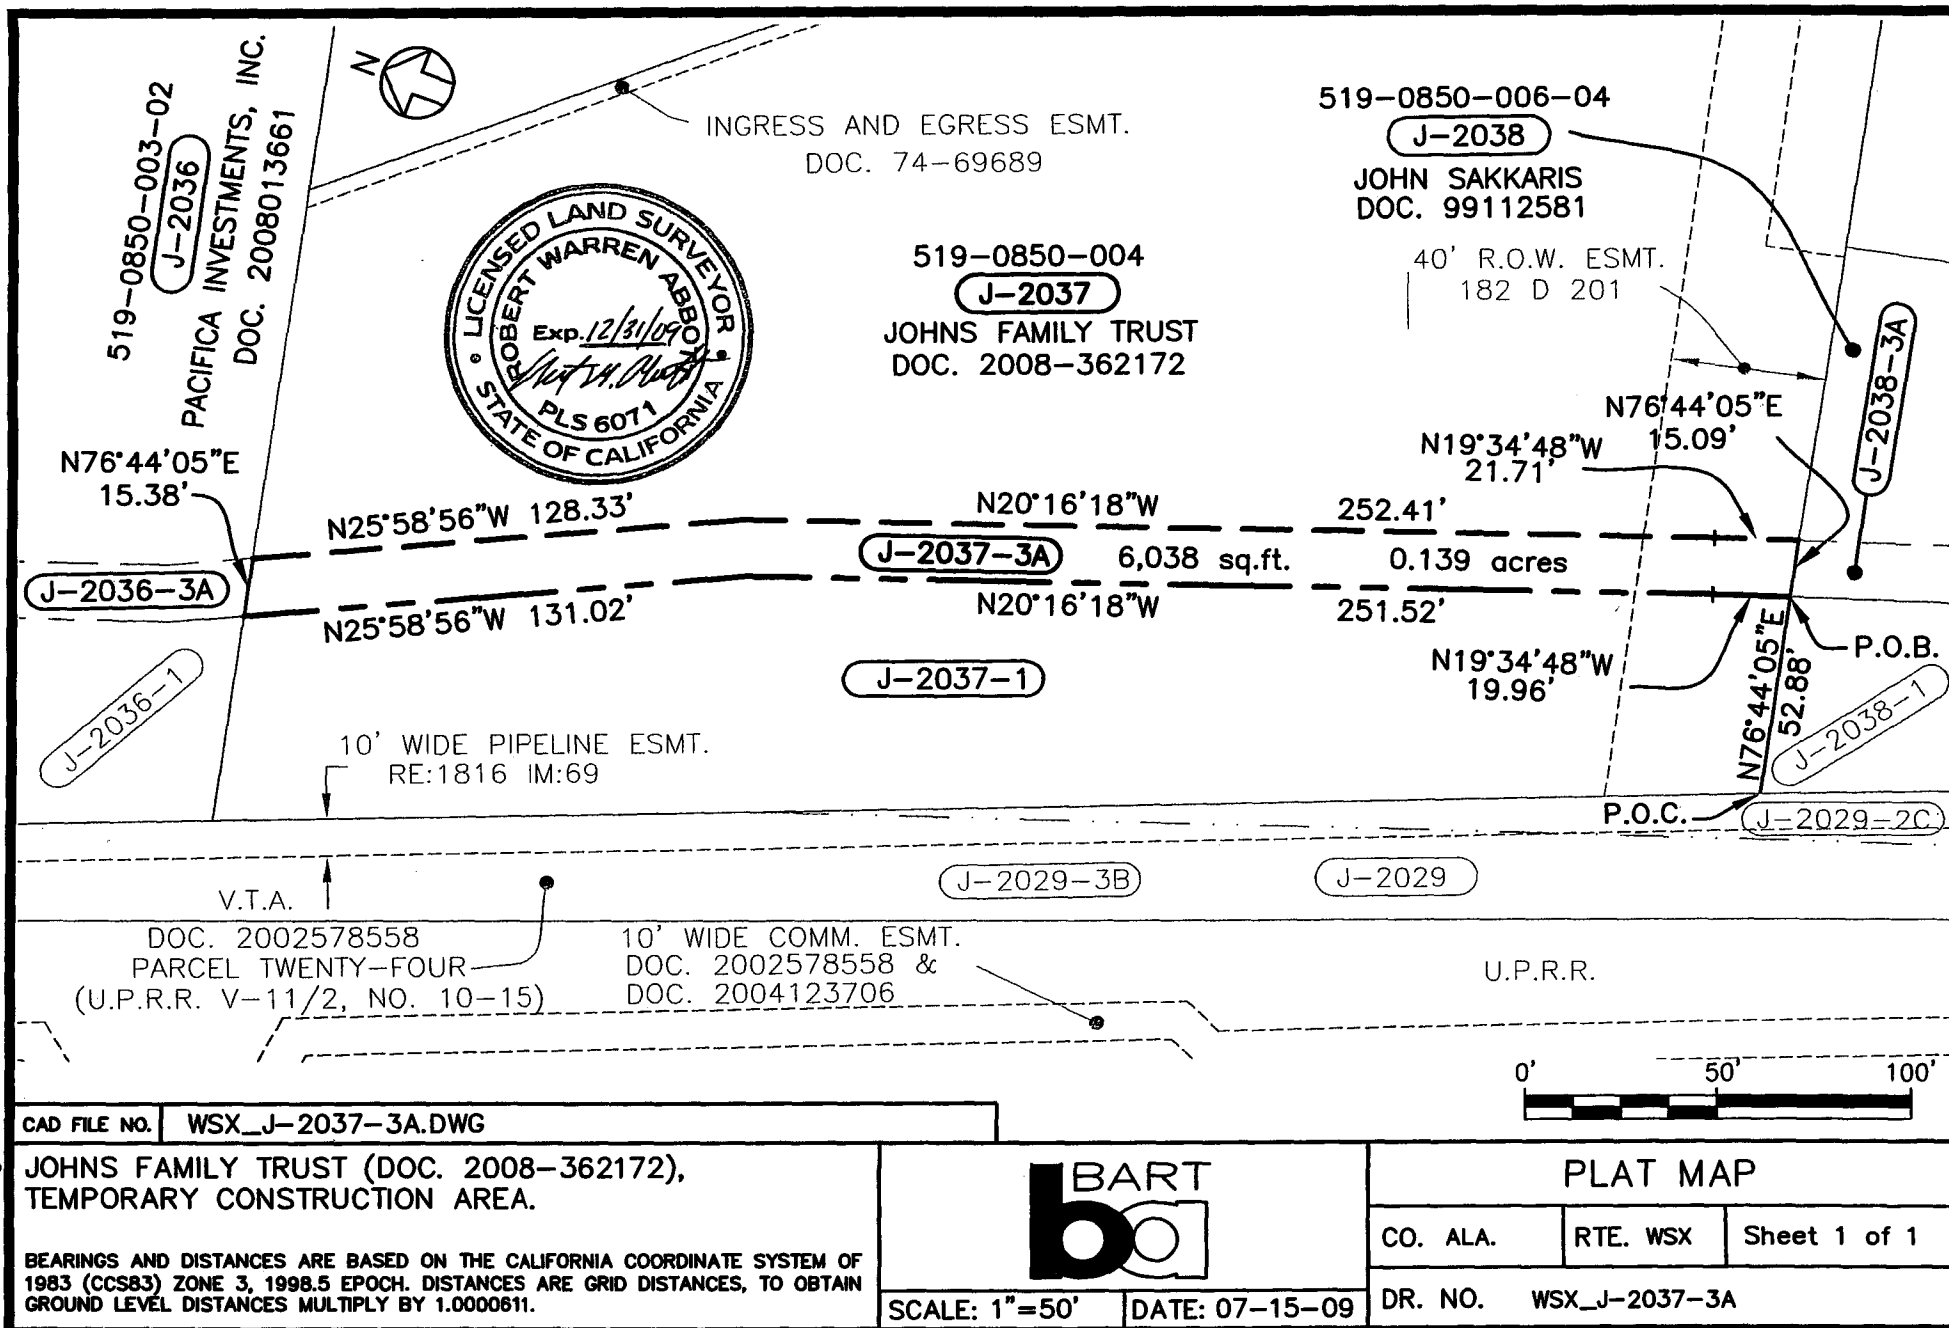 519-0850-003-02
J-2036
PACIFICA INVESTMENTS, INC.
DOC. 2008013661
N
INGRESS AND EGRESS ESMT.
DOC. 74-69689
519-0850-006-04
J-2038
JOHN SAKKARIS
DOC. 99112581
LICENSED LAND SURVEYOR
STATE OF CALIFORNIA
ROBERT WARREN ABBOTT
Exp. 12/31/09
PLS 6071
519-0850-004
J-2037
JOHNS FAMILY TRUST
DOC. 2008-362172
40' R.O.W. ESMT.
182 D 201
J-2038-3A
N76°44'05"E
15.09'
N19°34'48"W
21.71'
N76°44'05"E
15.38'
N25°58'56"W 128.33'
N20°16'18"W 252.41'
J-2037-3A 6,038 sq.ft. 0.139 acres
J-2036-3A
N25°58'56"W 131.02'
N20°16'18"W 251.52'
N19°34'48"W
19.96'
P.O.B.
N76°44'05"E
52.88'
J-2036-1
J-2037-1
J-2038-1
10' WIDE PIPELINE ESMT.
RE:1816 IM:69
P.O.C.
J-2029-2C
J-2029-3B
J-2029
V.T.A.
DOC. 2002578558
PARCEL TWENTY-FOUR
(U.P.R.R. V-11/2, NO. 10-15)
10' WIDE COMM. ESMT.
DOC. 2002578558 &
DOC. 2004123706
U.P.R.R.
0' 50' 100'
CAD FILE NO. WSX_J-2037-3A.DWG
JOHNS FAMILY TRUST (DOC. 2008-362172),
TEMPORARY CONSTRUCTION AREA.
BEARINGS AND DISTANCES ARE BASED ON THE CALIFORNIA COORDINATE SYSTEM OF
1983 (CCS83) ZONE 3, 1998.5 EPOCH. DISTANCES ARE GRID DISTANCES, TO OBTAIN
GROUND LEVEL DISTANCES MULTIPLY BY 1.0000611.
BART
ba
SCALE: 1"=50'
DATE: 07-15-09
PLAT MAP
CO. ALA.
RTE. WSX
Sheet 1 of 1
DR. NO. WSX_J-2037-3A